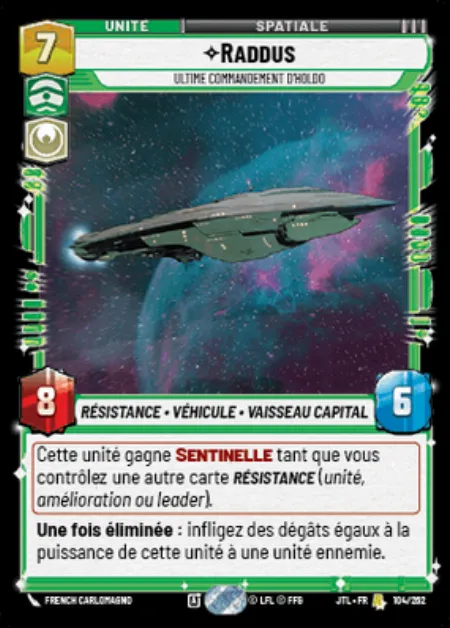 UNITÉ SPATIALE
7
RADDUS
ULTIME COMMANDEMENT D'HOLDO
8
RÉSISTANCE • VÉHICULE • VAISSEAU CAPITAL
6
Cette unité gagne SENTINELLE tant que vous
contrôlez une autre carte RÉSISTANCE (unité,
amélioration ou leader).
Une fois éliminée : infligez des dégâts égaux à la
puissance de cette unité à une unité ennemie.
FRENCH CARLOMAGNO © LFL © FFG JTL • FR 104/262